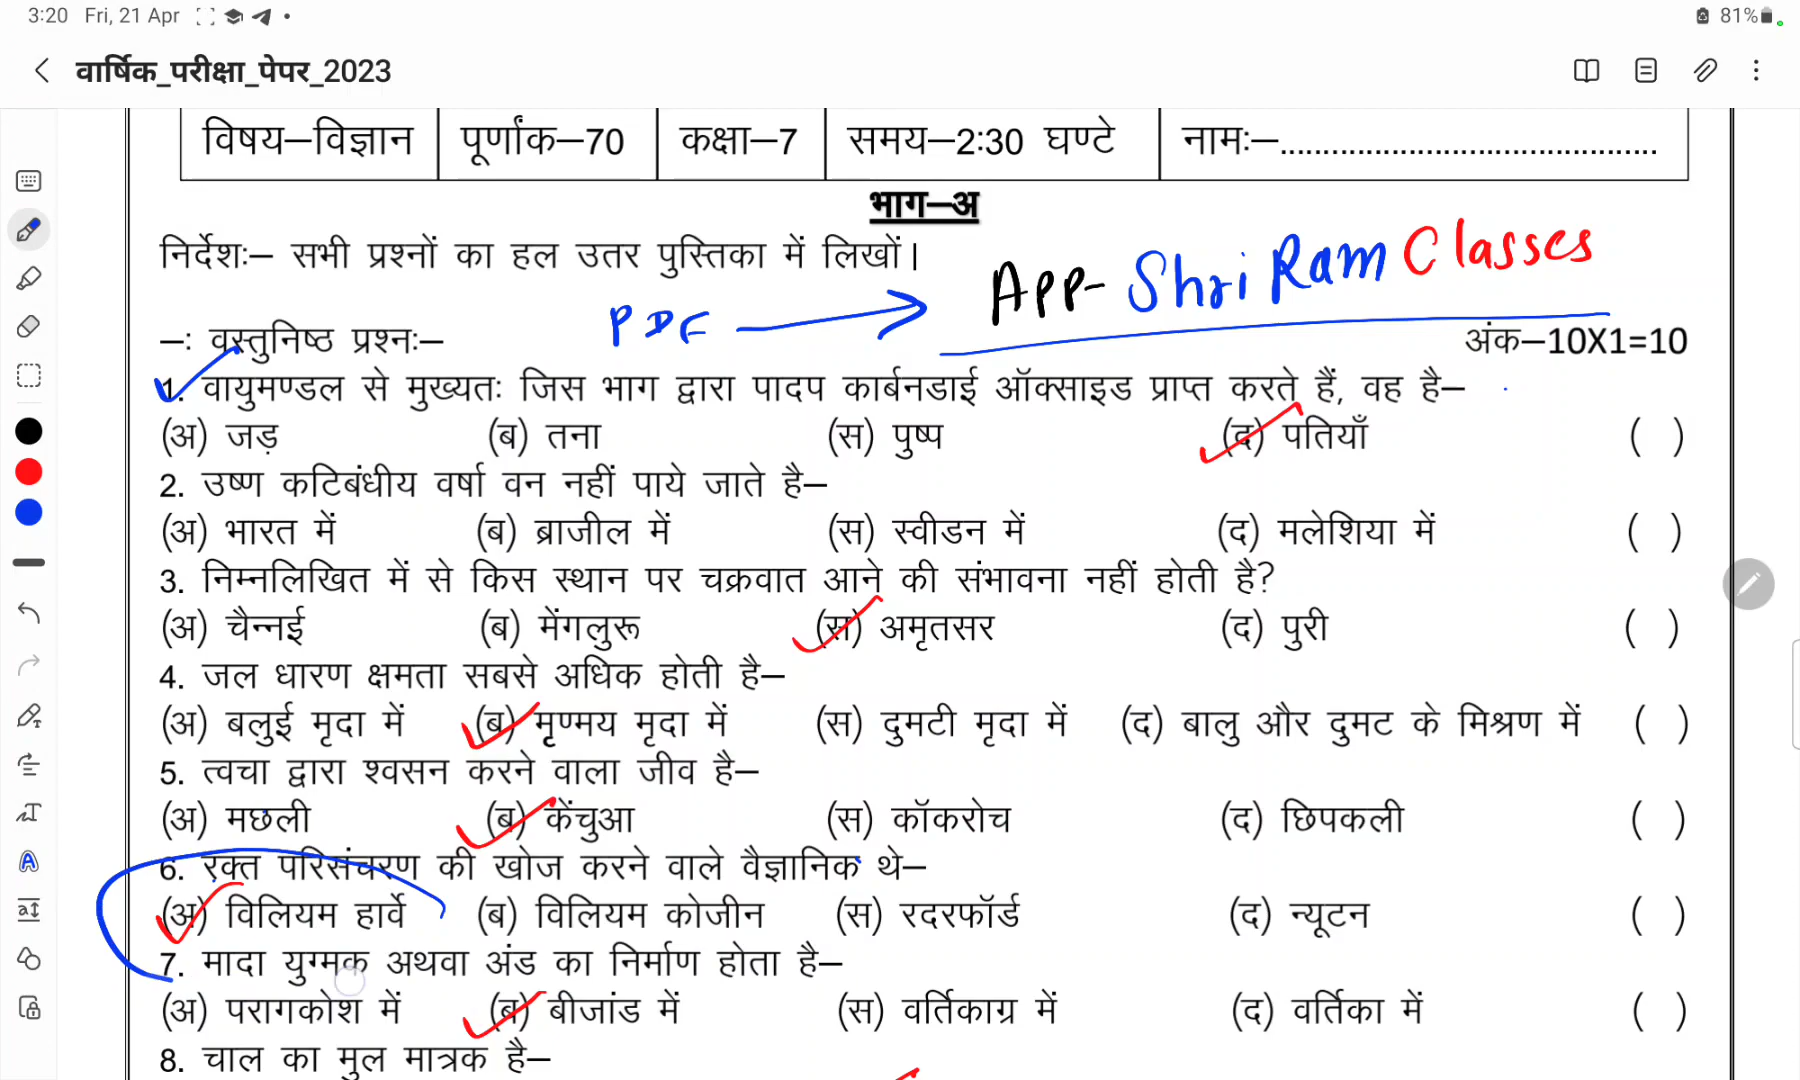 3:20 Fri, 21 Apr 81%
वार्षिक_परीक्षा_पेपर_2023
विषय–विज्ञान पूर्णांक–70 कक्षा–7 समय–2:30 घण्टे नामः–............................................
भाग–अ
निर्देशः– सभी प्रश्नों का हल उतर पुस्तिका में लिखों।
PDF App- Shri Ram Classes
–: वस्तुनिष्ठ प्रश्नः– अंक–10X1=10
1. वायुमण्डल से मुख्यतः जिस भाग द्वारा पादप कार्बनडाई ऑक्साइड प्राप्त करते हैं, वह है–
(अ) जड़ (ब) तना (स) पुष्प (द) पतियाँ ( )
2. उष्ण कटिबंधीय वर्षा वन नहीं पाये जाते है–
(अ) भारत में (ब) ब्राजील में (स) स्वीडन में (द) मलेशिया में ( )
3. निम्नलिखित में से किस स्थान पर चक्रवात आने की संभावना नहीं होती है?
(अ) चैन्नई (ब) मेंगलुरू (स) अमृतसर (द) पुरी ( )
4. जल धारण क्षमता सबसे अधिक होती है–
(अ) बलुई मृदा में (ब) मृण्मय मृदा में (स) दुमटी मृदा में (द) बालु और दुमट के मिश्रण में ( )
5. त्वचा द्वारा श्वसन करने वाला जीव है–
(अ) मछली (ब) केंचुआ (स) कॉकरोच (द) छिपकली ( )
6. रक्त परिसंचरण की खोज करने वाले वैज्ञानिक थे–
(अ) विलियम हार्वे (ब) विलियम कोजीन (स) रदरफॉर्ड (द) न्यूटन ( )
7. मादा युग्मक अथवा अंड का निर्माण होता है–
(अ) परागकोश में (ब) बीजांड में (स) वर्तिकाग्र में (द) वर्तिका में ( )
8. चाल का मुल मात्रक है–